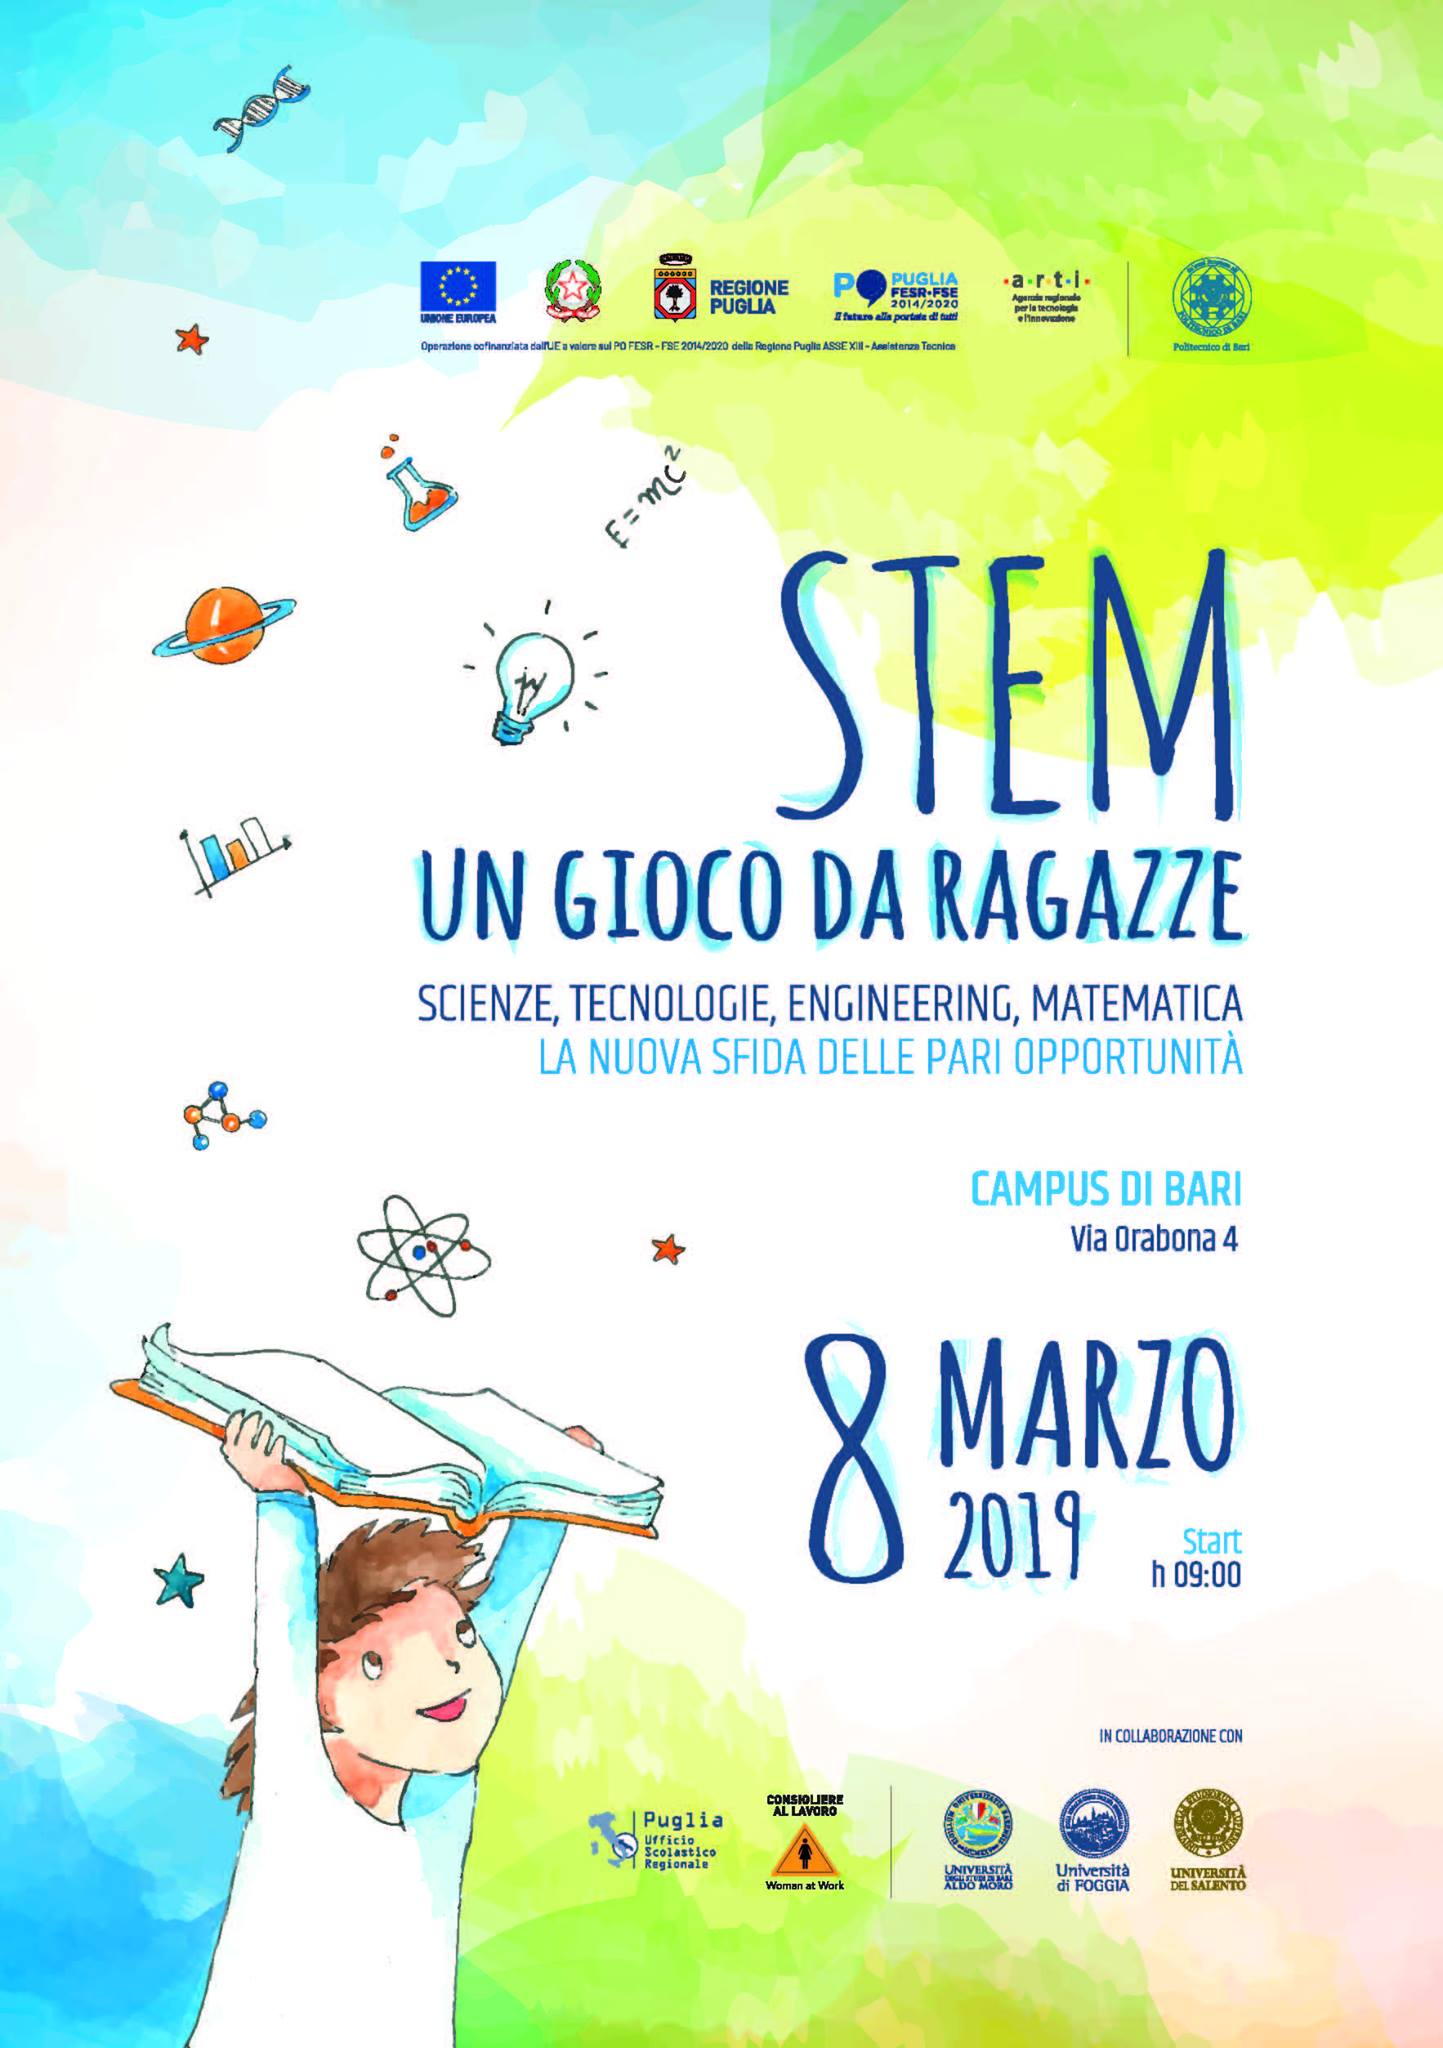 UNIONE EUROPEA
REGIONE
PUGLIA
PO PUGLIA
FESR•FSE
2014/2020
Il futuro alla portata di tutti
•a•r•t•i•
Agenzia regionale
per la tecnologia
e l'innovazione
POLITECNICO DI BARI
Politecnico di Bari
Operazione cofinanziata dall'UE a valere sul PO FESR - FSE 2014/2020 della Regione Puglia ASSE XIII - Assistenza Tecnica
E=mc²
STEM
UN GIOCO DA RAGAZZE
SCIENZE, TECNOLOGIE, ENGINEERING, MATEMATICA
LA NUOVA SFIDA DELLE PARI OPPORTUNITÀ
CAMPUS DI BARI
Via Orabona 4
8 MARZO
2019
Start
h 09:00
IN COLLABORAZIONE CON
Puglia
Ufficio
Scolastico
Regionale
CONSIGLIERE
AL LAVORO
Woman at Work
UNIVERSITÀ
DEGLI STUDI DI BARI
ALDO MORO
Università
di FOGGIA
UNIVERSITÀ
DEL SALENTO